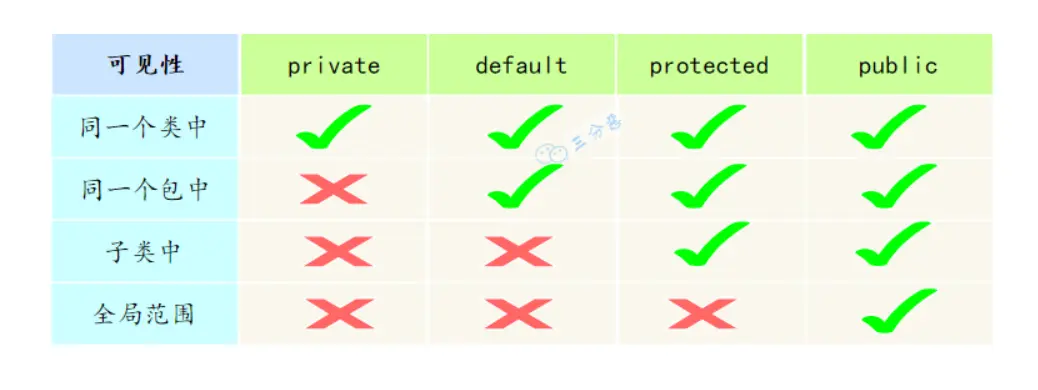 可见性 private default protected public
同一个类中
三分恶
同一个包中
子类中
全局范围